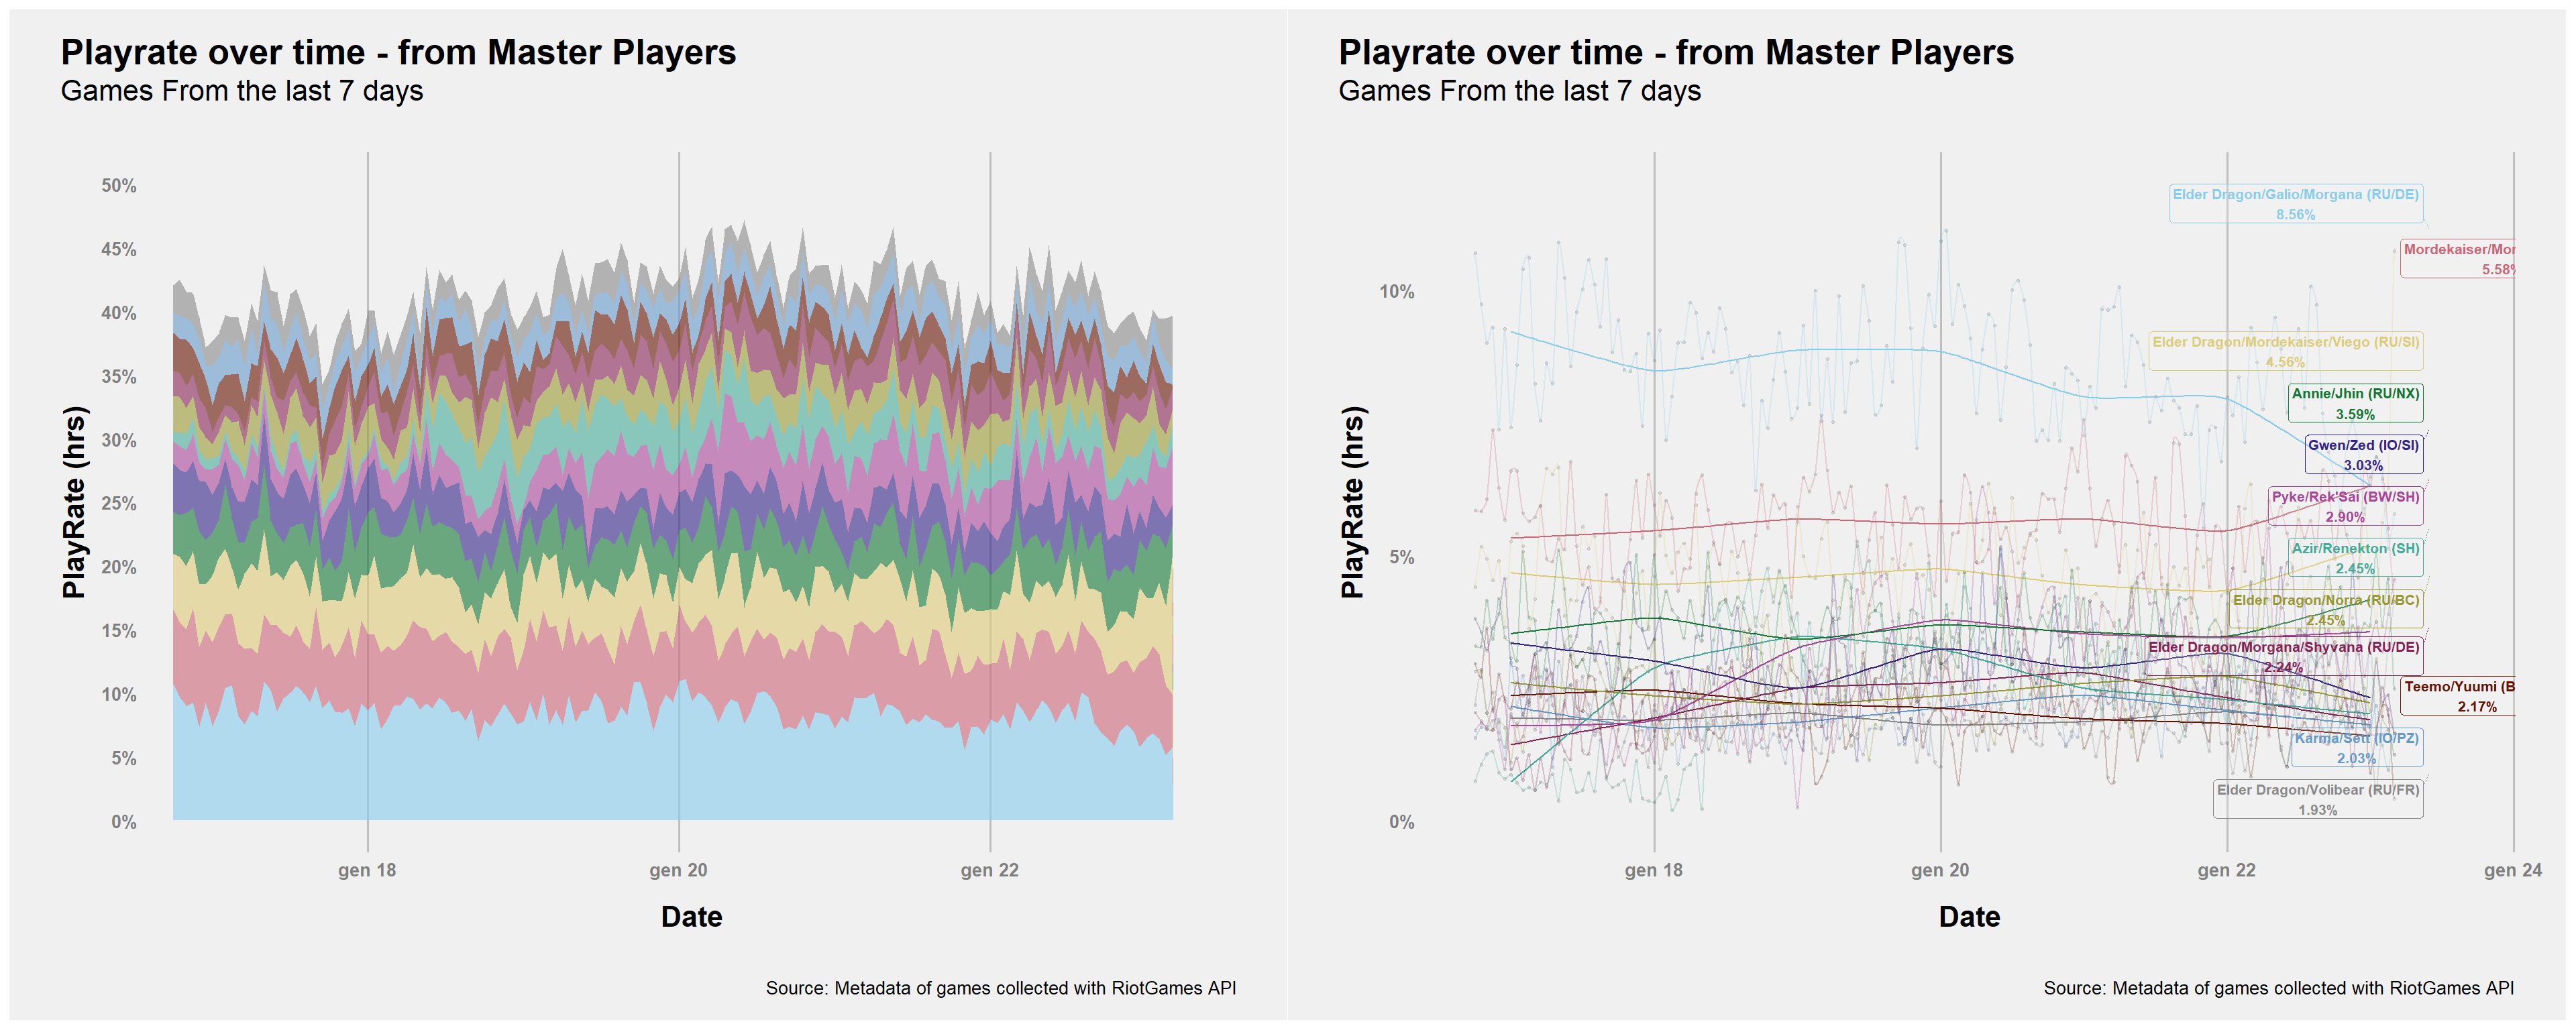 Playrate over time - from Master Players
Games From the last 7 days
PlayRate (hrs)
50%
45%
40%
35%
30%
25%
20%
15%
10%
5%
0%
gen 18
gen 20
gen 22
Date
Source: Metadata of games collected with RiotGames API
Playrate over time - from Master Players
Games From the last 7 days
PlayRate (hrs)
10%
5%
0%
Elder Dragon/Galio/Morgana (RU/DE)
8.56%
Mordekaiser/Mor
5.58%
Elder Dragon/Mordekaiser/Viego (RU/SI)
4.56%
Annie/Jhin (RU/NX)
3.59%
Gwen/Zed (IO/SI)
3.03%
Pyke/Rek'Sai (BW/SH)
2.90%
Azir/Renekton (SH)
2.45%
Elder Dragon/Norra (RU/BC)
2.45%
Elder Dragon/Morgana/Shyvana (RU/DE)
2.24%
Teemo/Yuumi (B
2.17%
Karma/Sett (IO/PZ)
2.03%
Elder Dragon/Volibear (RU/FR)
1.93%
gen 18
gen 20
gen 22
gen 24
Date
Source: Metadata of games collected with RiotGames API